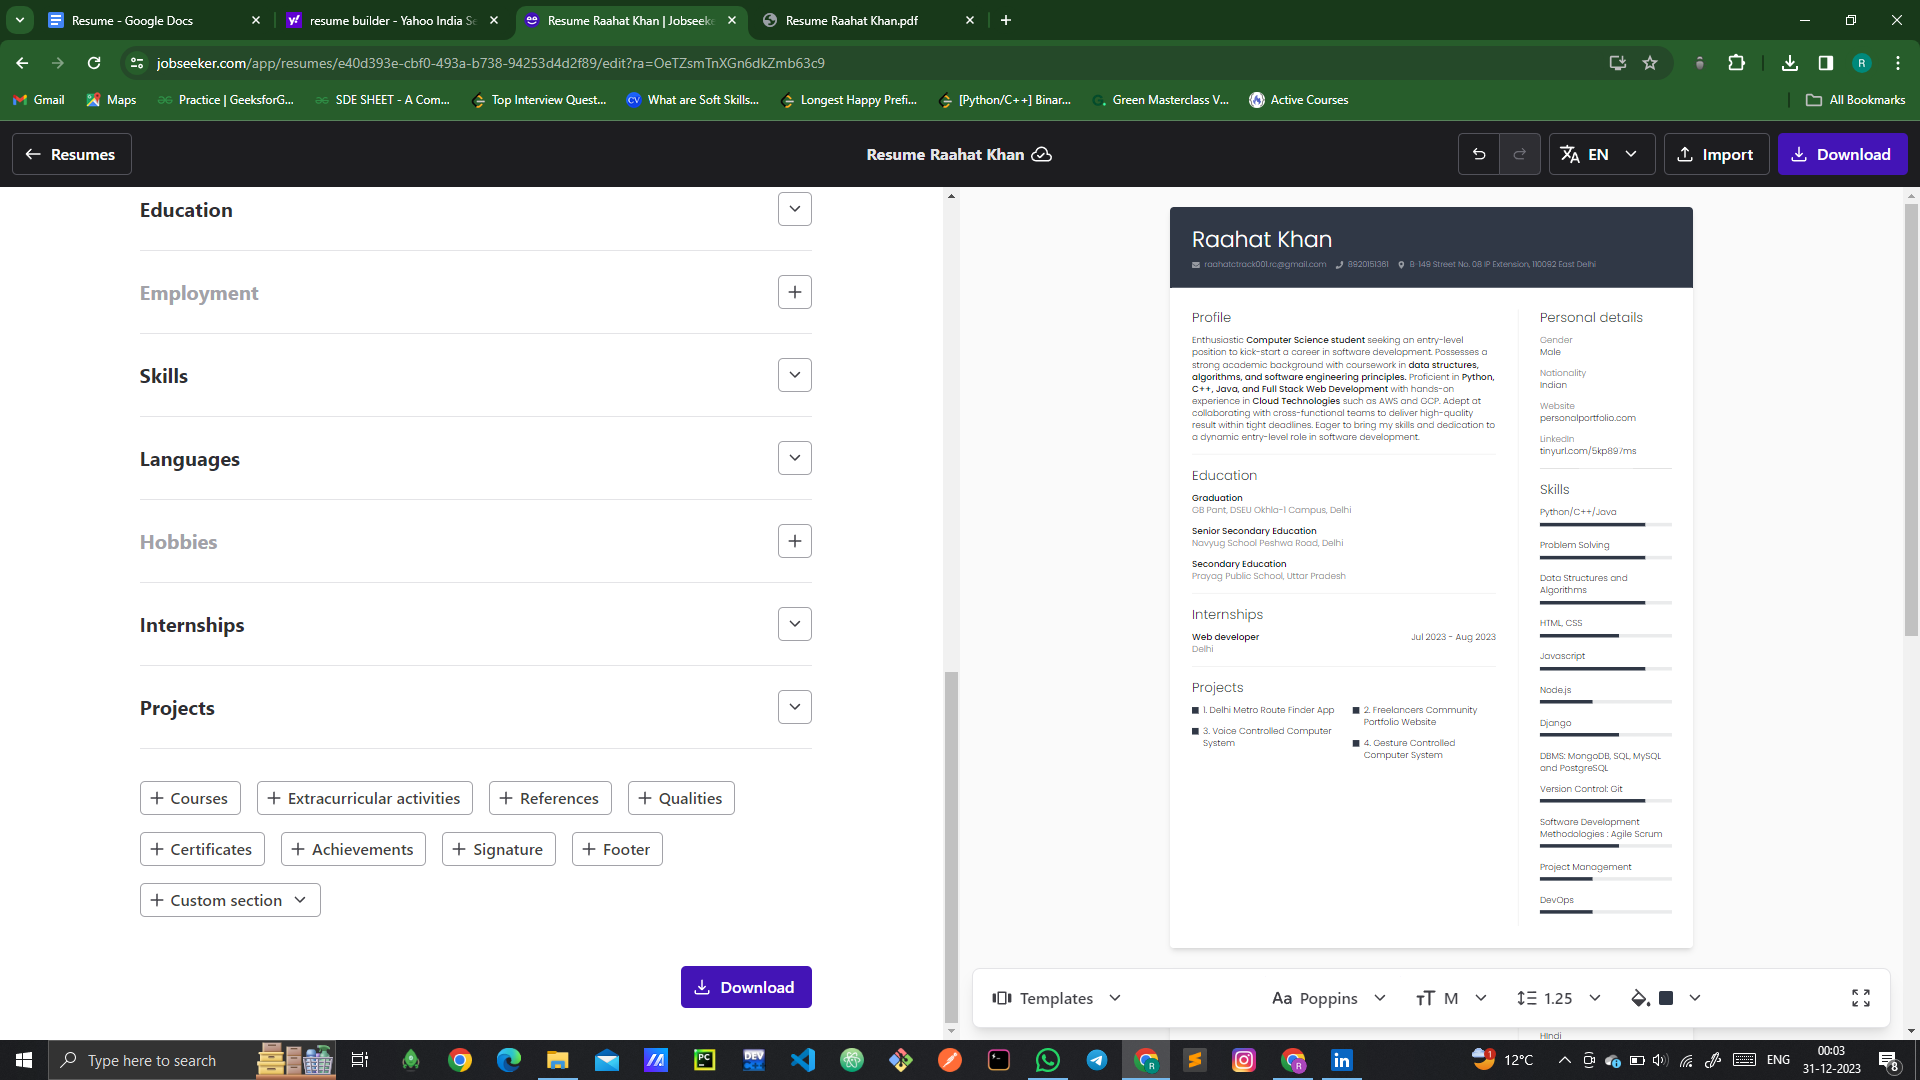 Resume - Google Docs
resume builder - Yahoo India Se
Resume Raahat Khan | Jobseeke
Resume Raahat Khan.pdf
jobseeker.com/app/resumes/e40d393e-cbf0-493a-b738-94253d4d2f89/edit?ra=OeTZsmTnXGn6dkZmb63c9
R
Gmail
Maps
Practice | GeeksforG...
SDE SHEET - A Com...
Top Interview Quest...
What are Soft Skills...
Longest Happy Prefi...
[Python/C++] Binar...
Green Masterclass V...
Active Courses
All Bookmarks
Resumes
Resume Raahat Khan
EN
Import
Download
Education
Employment
Skills
Languages
Hobbies
Internships
Projects
Courses
Extracurricular activities
References
Qualities
Certificates
Achievements
Signature
Footer
Custom section
Download
Raahat Khan
raahatctrack001.rc@gmail.com 8920151361 B-149 Street No. 08 IP Extension, 110092 East Delhi
Profile
Enthusiastic Computer Science student seeking an entry-level
position to kick-start a career in software development. Possesses a
strong academic background with coursework in data structures,
algorithms, and software engineering principles. Proficient in Python,
C++, Java, and Full Stack Web Development with hands-on
experience in Cloud Technologies such as AWS and GCP. Adept at
collaborating with cross-functional teams to deliver high-quality
result within tight deadlines. Eager to bring my skills and dedication to
a dynamic entry-level role in software development.
Education
Graduation
GB Pant, DSEU Okhla-1 Campus, Delhi
Senior Secondary Education
Navyug School Peshwa Road, Delhi
Secondary Education
Prayag Public School, Uttar Pradesh
Internships
Web developer
Jul 2023 - Aug 2023
Delhi
Projects
1. Delhi Metro Route Finder App
2. Freelancers Community
Portfolio Website
3. Voice Controlled Computer
System
4. Gesture Controlled
Computer System
Personal details
Gender
Male
Nationality
Indian
Website
personalportfolio.com
LinkedIn
tinyurl.com/5kp897ms
Skills
Python/C++/Java
Problem Solving
Data Structures and
Algorithms
HTML, CSS
Javascript
Node.js
Django
DBMS: MongoDB, SQL, MySQL
and PostgreSQL
Version Control: Git
Software Development
Methodologies : Agile Scrum
Project Management
DevOps
Hindi
Templates
Aa Poppins
M
1.25
Type here to search
12°C
ENG
00:03
31-12-2023
8